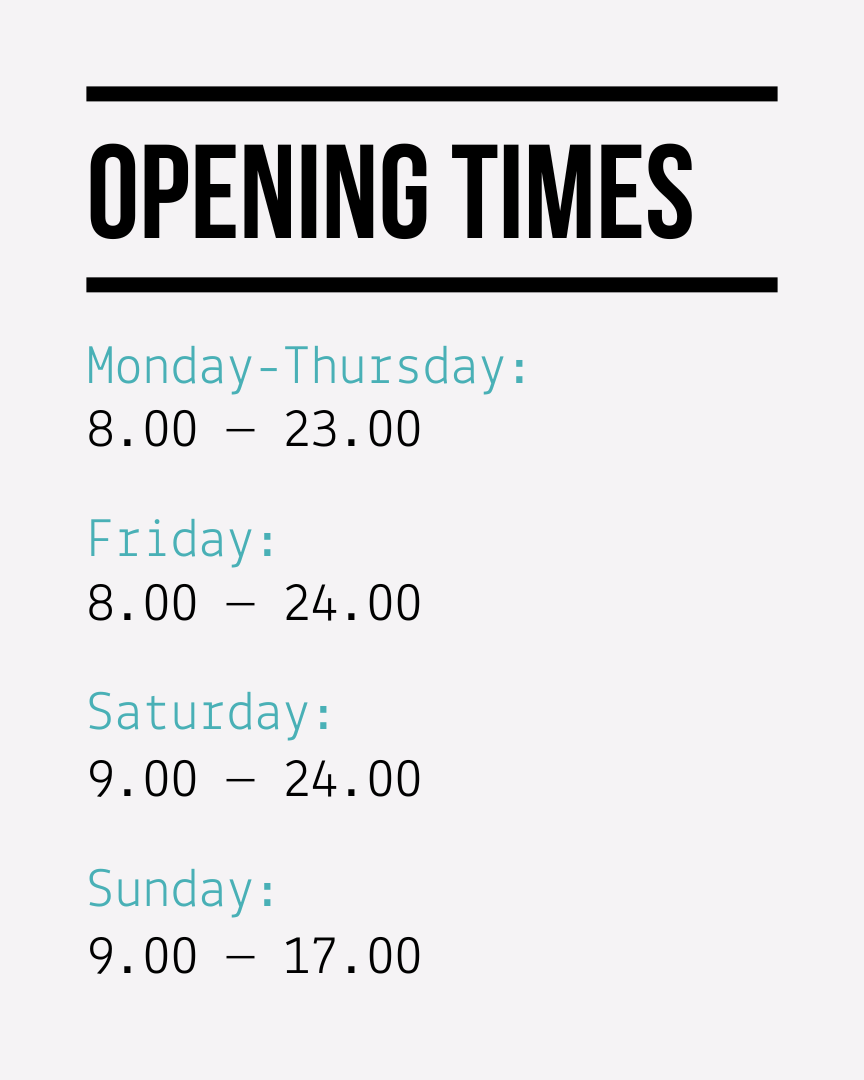 OPENING TIMES
Monday-Thursday:
8.00 – 23.00
Friday:
8.00 – 24.00
Saturday:
9.00 – 24.00
Sunday:
9.00 – 17.00